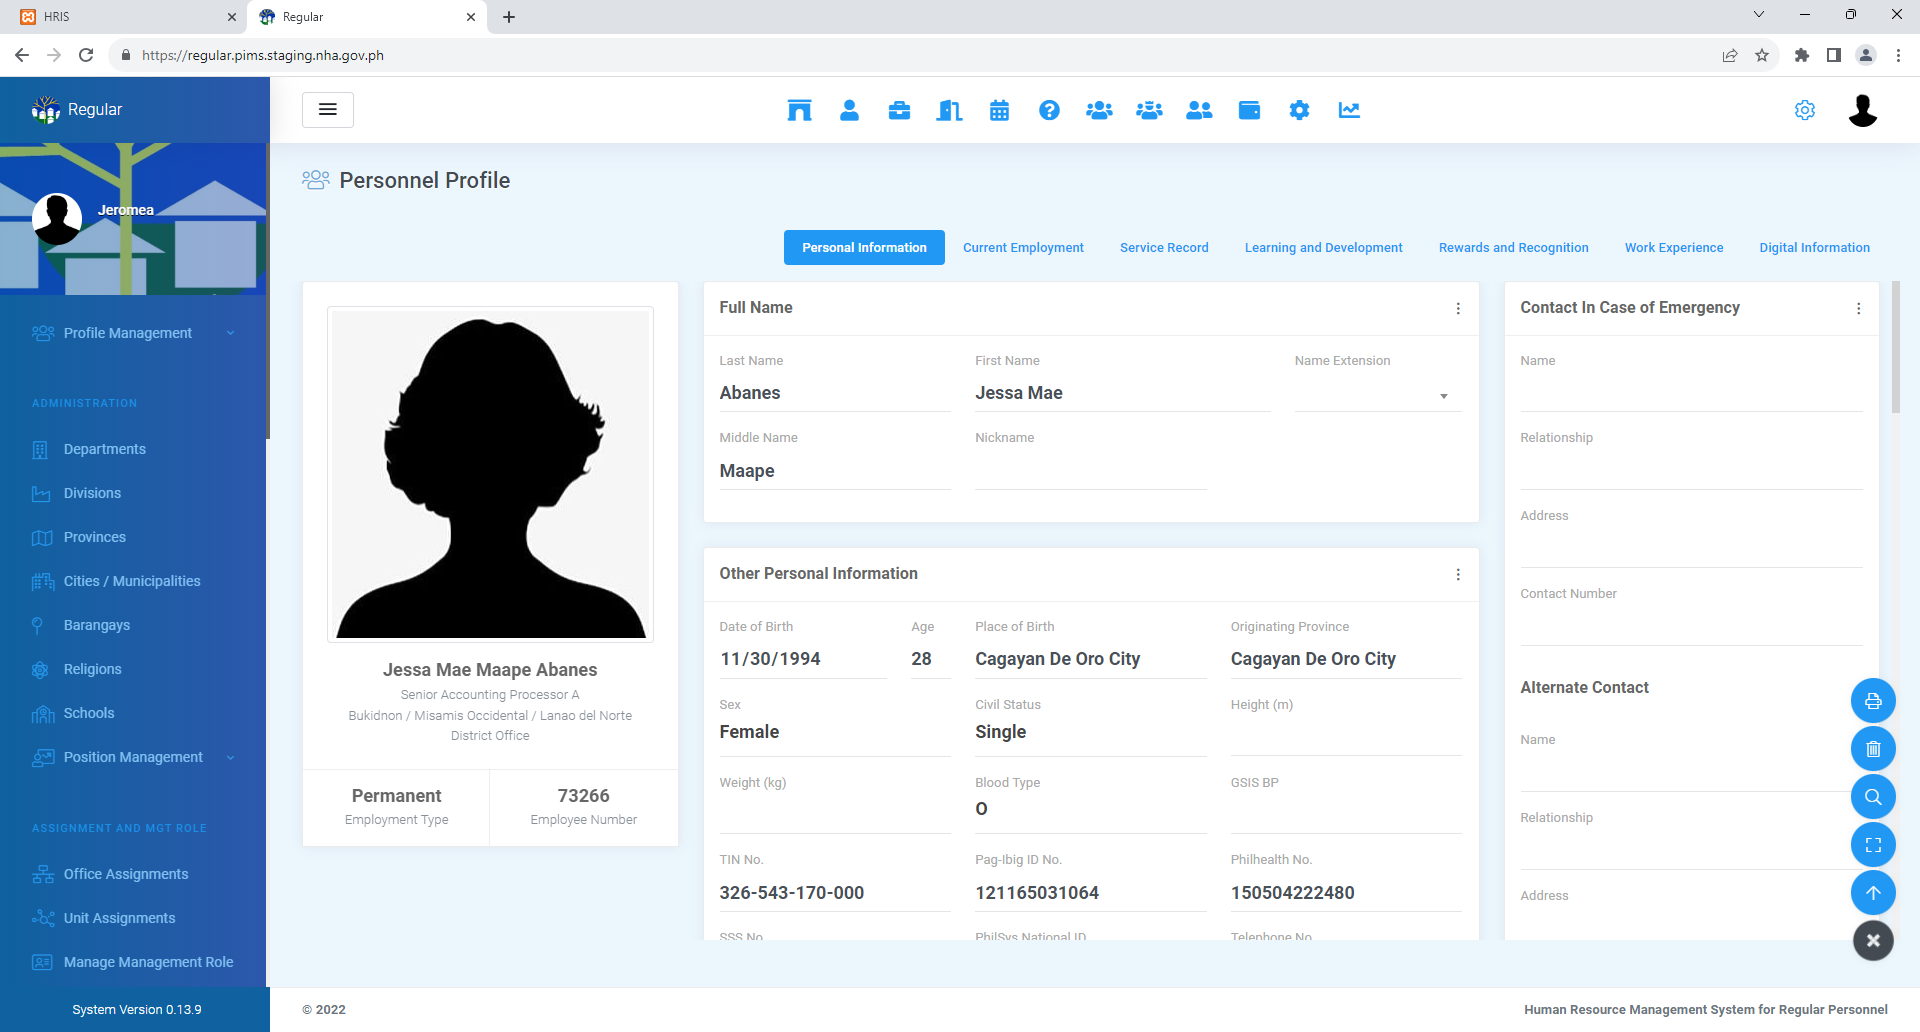 HRIS
Regular
https://regular.pims.staging.nha.gov.ph
Regular
Jeromea
Profile Management
ADMINISTRATION
Departments
Divisions
Provinces
Cities / Municipalities
Barangays
Religions
Schools
Position Management
ASSIGNMENT AND MGT ROLE
Office Assignments
Unit Assignments
Manage Management Role
System Version 0.13.9
Personnel Profile
Personal Information
Current Employment
Service Record
Learning and Development
Rewards and Recognition
Work Experience
Digital Information
Jessa Mae Maape Abanes
Senior Accounting Processor A
Bukidnon / Misamis Occidental / Lanao del Norte
District Office
Permanent
Employment Type
73266
Employee Number
Full Name
Last Name
First Name
Name Extension
Abanes
Jessa Mae
Middle Name
Nickname
Maape
Other Personal Information
Date of Birth
Age
Place of Birth
Originating Province
11/30/1994
28
Cagayan De Oro City
Cagayan De Oro City
Sex
Civil Status
Height (m)
Female
Single
Weight (kg)
Blood Type
GSIS BP
O
TIN No.
Pag-Ibig ID No.
Philhealth No.
326-543-170-000
121165031064
150504222480
SSS No.
PhilSys National ID
Telephone No.
Contact In Case of Emergency
Name
Relationship
Address
Contact Number
Alternate Contact
Name
Relationship
Address
© 2022
Human Resource Management System for Regular Personnel